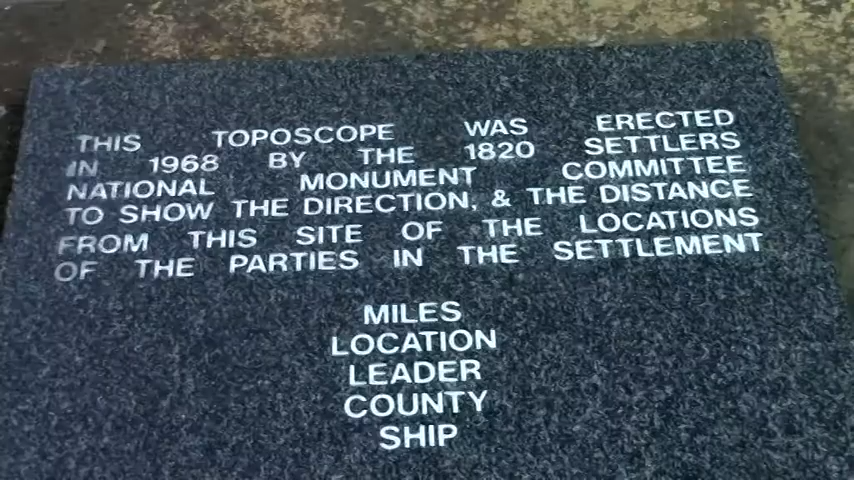 THIS TOPOSCOPE WAS ERECTED
IN 1968 BY THE 1820 SETTLERS
NATIONAL MONUMENT COMMITTEE
TO SHOW THE DIRECTION, & THE DISTANCE
FROM THIS SITE OF THE LOCATIONS
OF THE PARTIES IN THE SETTLEMENT
MILES
LOCATION
LEADER
COUNTY
SHIP